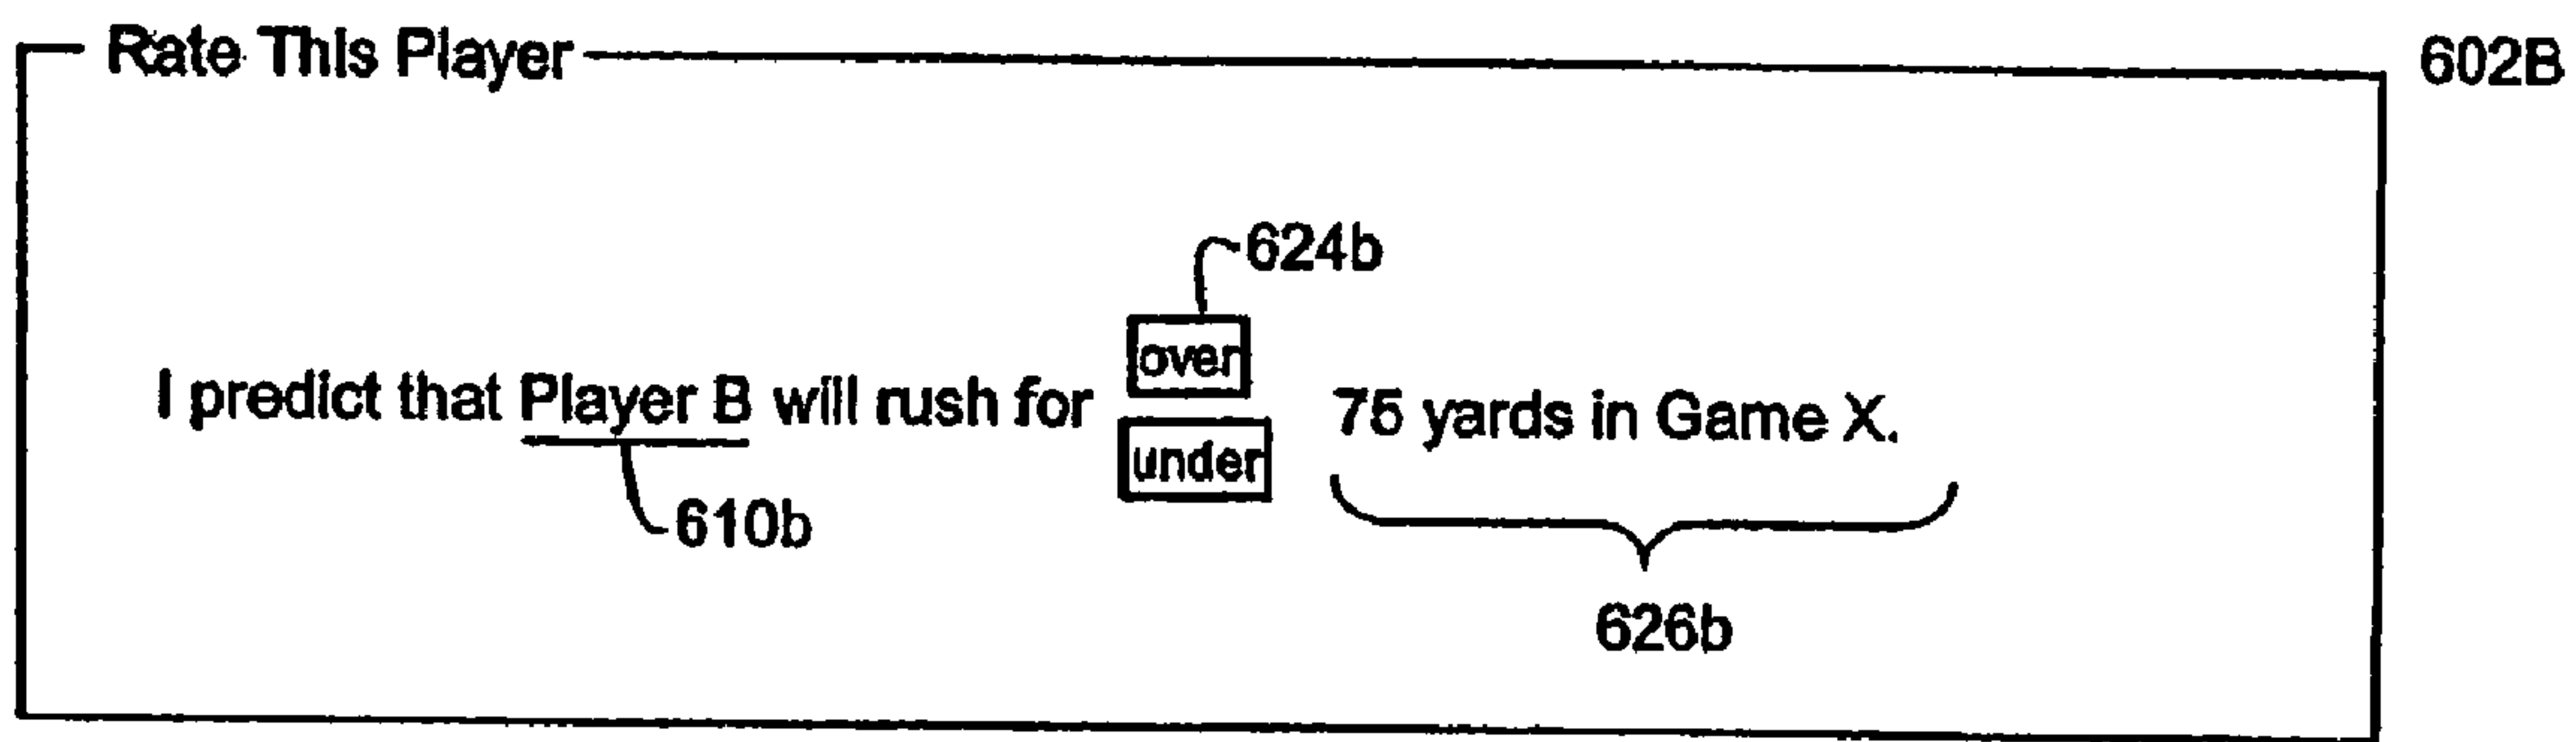 Rate This Player
602B
624b
over
I predict that Player B will rush for
75 yards in Game X.
under
610b
626b